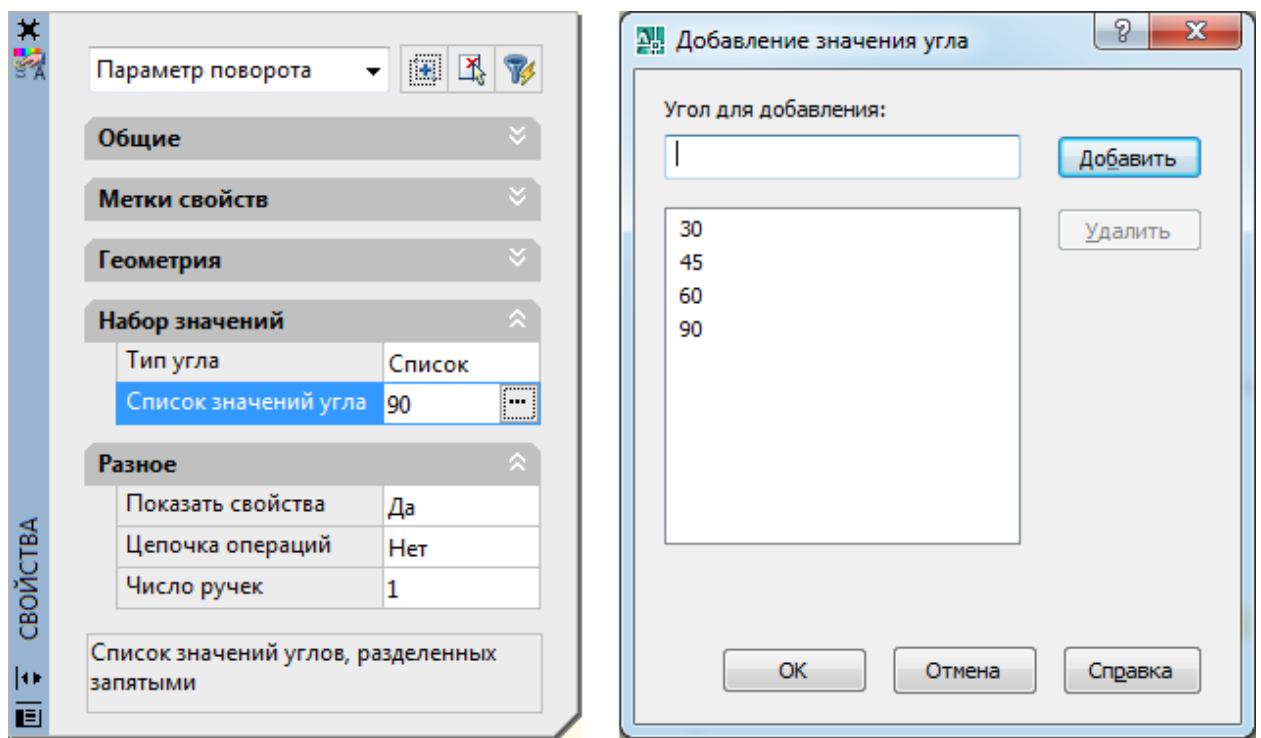 Параметр поворота
Общие
Метки свойств
Геометрия
Набор значений
Тип угла Список
Список значений угла 90 ...
Разное
Показать свойства Да
Цепочка операций Нет
Число ручек 1
Список значений углов, разделенных
запятыми
СВОЙСТВА
Добавление значения угла
Угол для добавления:
Добавить
30
45
60
90
Удалить
ОК Отмена Справка